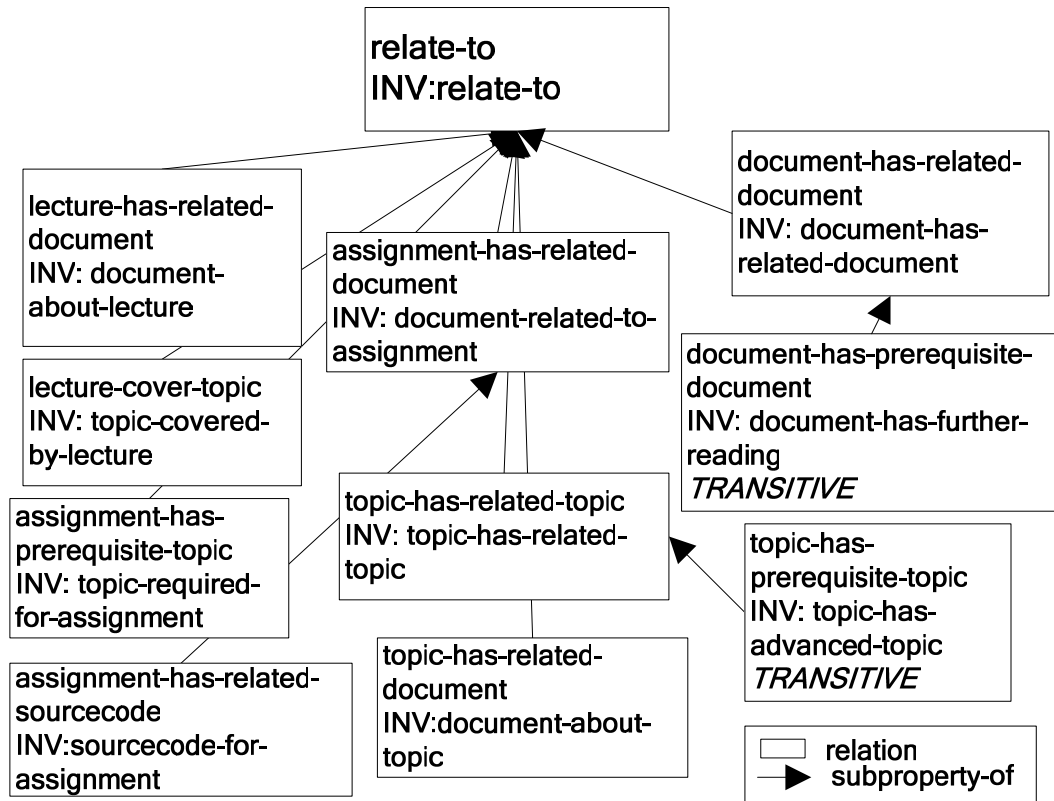 relate-to
INV:relate-to
lecture-has-related-
document
INV: document-
about-lecture
assignment-has-related-
document
INV: document-related-to-
assignment
document-has-related-
document
INV: document-has-
related-document
lecture-cover-topic
INV: topic-covered-
by-lecture
document-has-prerequisite-
document
INV: document-has-further-
reading
TRANSITIVE
assignment-has-
prerequisite-topic
INV: topic-required-
for-assignment
topic-has-related-topic
INV: topic-has-related-
topic
topic-has-
prerequisite-topic
INV: topic-has-
advanced-topic
TRANSITIVE
assignment-has-related-
sourcecode
INV:sourcecode-for-
assignment
topic-has-related-
document
INV:document-about-
topic
relation
subproperty-of